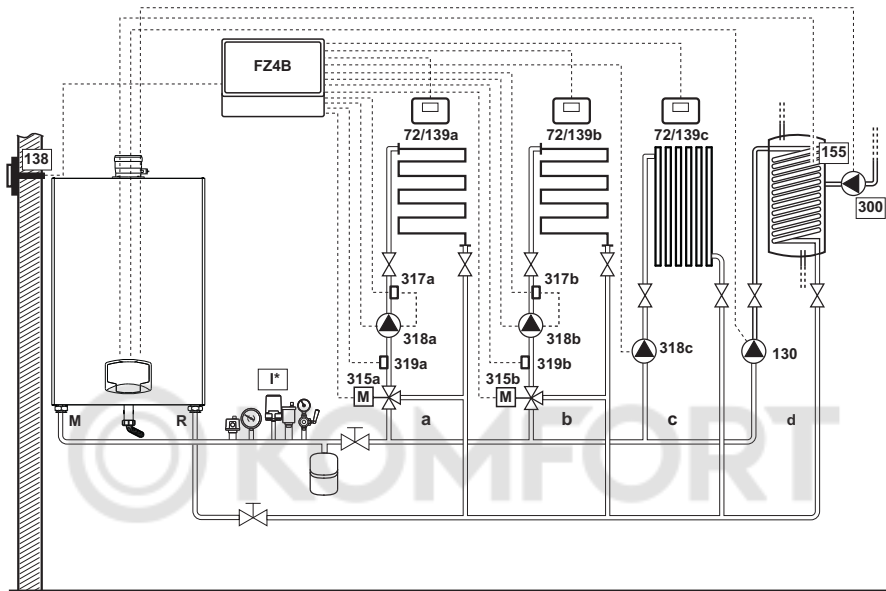 FZ4B
138
72/139a
72/139b
72/139c
155
300
317a
317b
318a
318b
318c
130
319a
319b
I*
315a
M
315b
M
M
R
a
b
c
d
KOMFORT